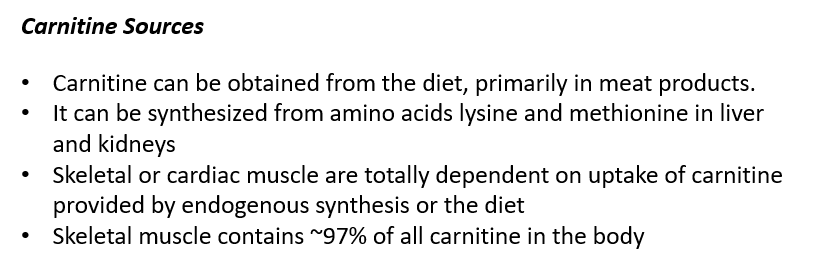 Carnitine Sources
• Carnitine can be obtained from the diet, primarily in meat products.
• It can be synthesized from amino acids lysine and methionine in liver
and kidneys
• Skeletal or cardiac muscle are totally dependent on uptake of carnitine
provided by endogenous synthesis or the diet
• Skeletal muscle contains ~97% of all carnitine in the body